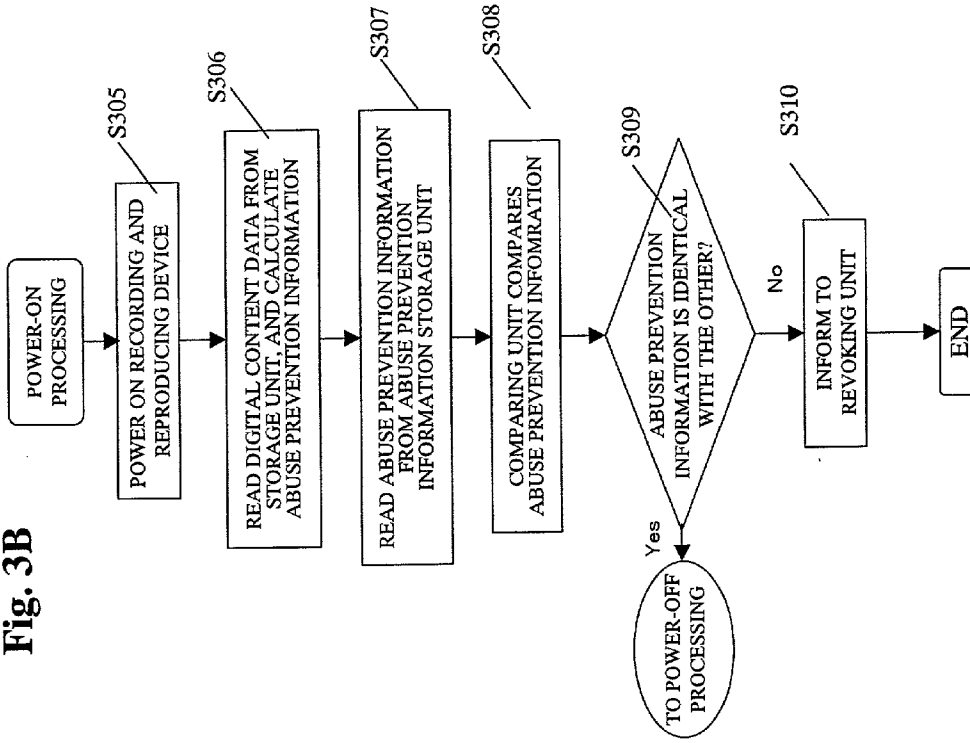 Fig. 3B
POWER-ON
PROCESSING
S305
POWER ON RECORDING AND
REPRODUCING DEVICE
S306
READ DIGITAL CONTENT DATA FROM
STORAGE UNIT, AND CALCULATE
ABUSE PREVENTION INFORMATION
S307
READ ABUSE PREVENTION INFORMATION
FROM ABUSE PREVENTION
INFORMATION STORAGE UNIT
S308
COMPARING UNIT COMPARES
ABUSE PREVENTION INFOMRATION
S309
ABUSE PREVENTION
INFORMATION IS IDENTICAL
WITH THE OTHER?
Yes
TO POWER-OFF
PROCESSING
No
S310
INFORM TO
REVOKING UNIT
END